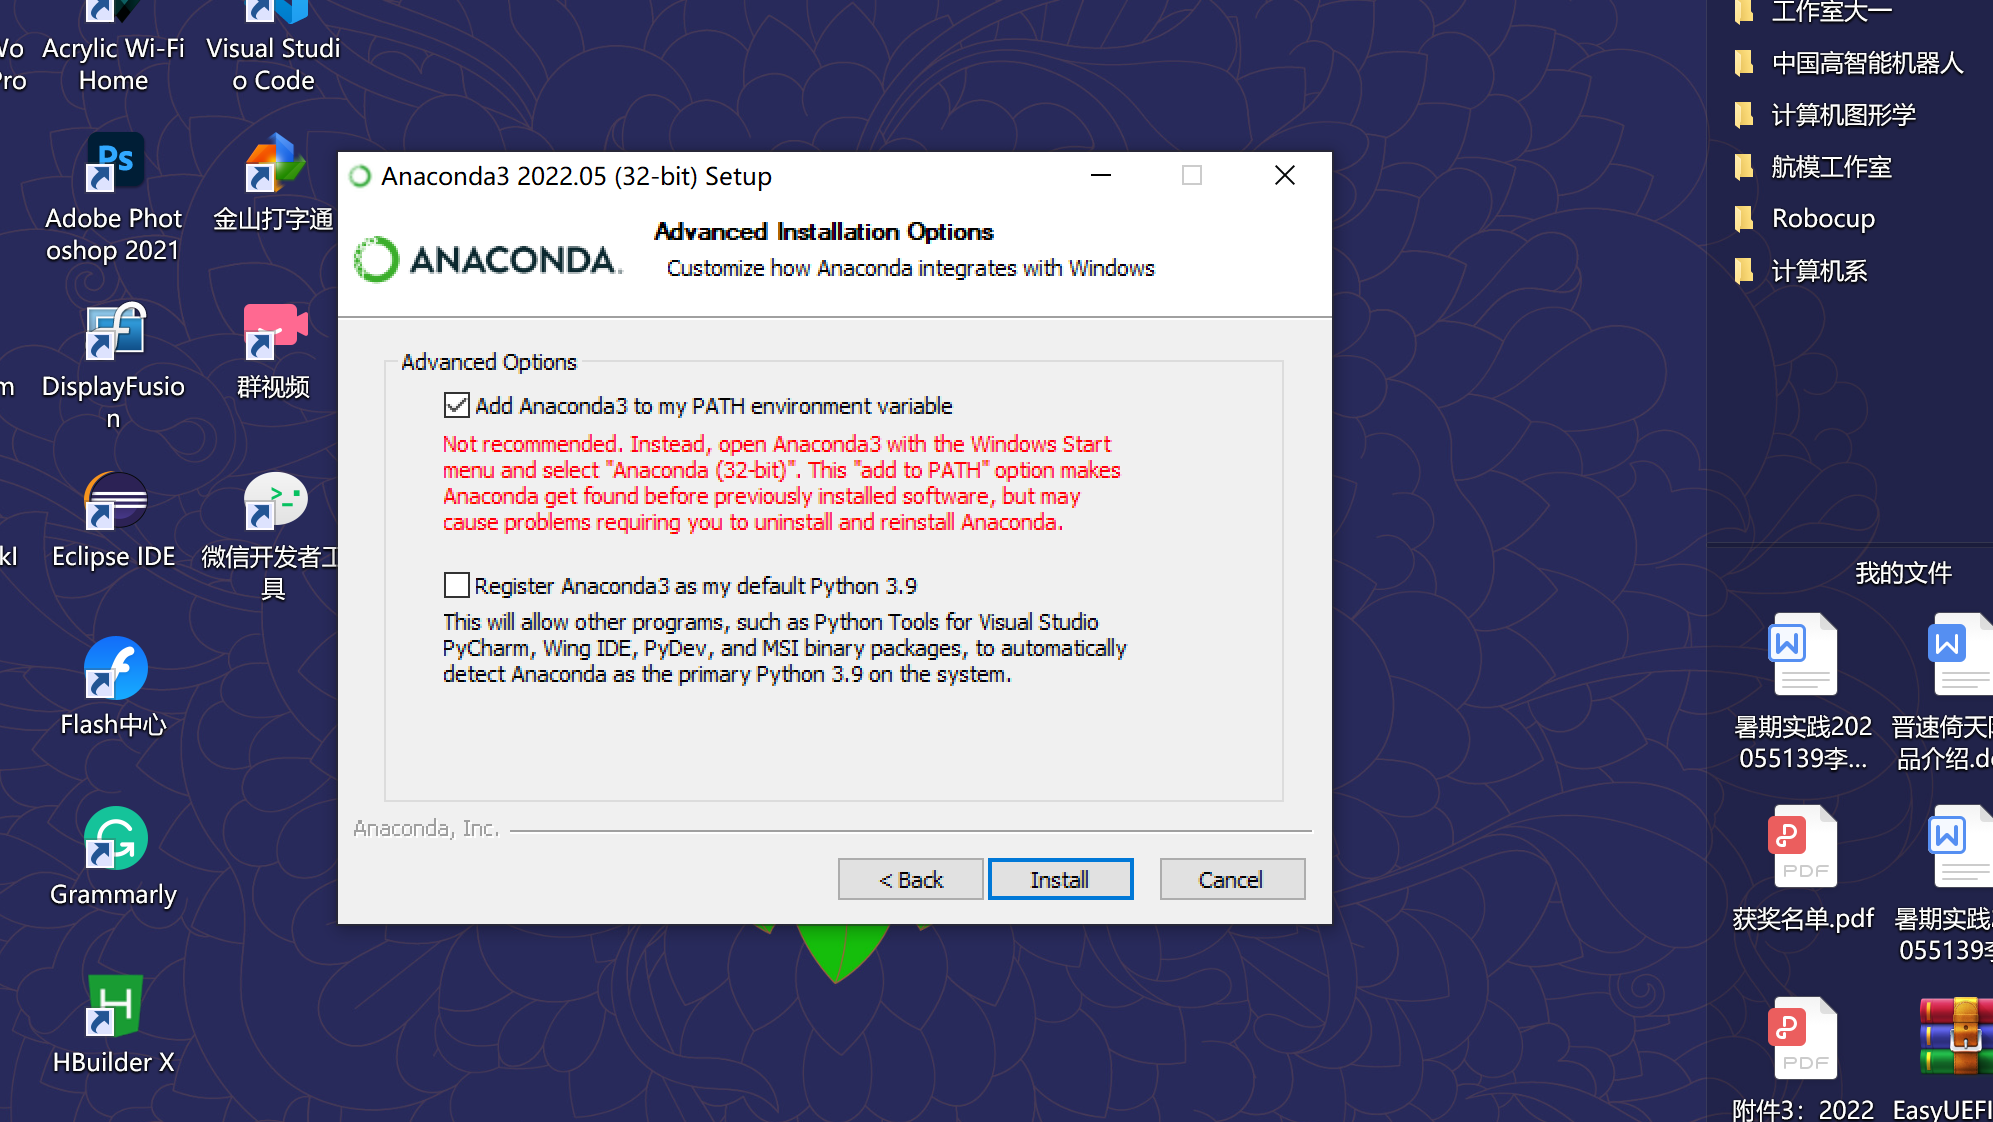 Acrylic Wi-Fi
Home
Visual Studi
o Code
Pro
Adobe Phot
oshop 2021
金山打字通
DisplayFusio
n
群视频
Eclipse IDE
微信开发者工
具
Flash中心
Grammarly
HBuilder X
Ps
Anaconda3 2022.05 (32-bit) Setup
ANACONDA.
Advanced Installation Options
Customize how Anaconda integrates with Windows
Advanced Options
Add Anaconda3 to my PATH environment variable
Not recommended. Instead, open Anaconda3 with the Windows Start
menu and select "Anaconda (32-bit)". This "add to PATH" option makes
Anaconda get found before previously installed software, but may
cause problems requiring you to uninstall and reinstall Anaconda.
Register Anaconda3 as my default Python 3.9
This will allow other programs, such as Python Tools for Visual Studio
PyCharm, Wing IDE, PyDev, and MSI binary packages, to automatically
detect Anaconda as the primary Python 3.9 on the system.
Anaconda, Inc.
< Back
Install
Cancel
工作室大一
中国高智能机器人
计算机图形学
航模工作室
Robocup
计算机系
我的文件
暑期实践202
055139李...
晋速倚天
品介绍.d
PDF
获奖名单.pdf
暑期实践
055139
PDF
附件3：2022
EasyUEFI